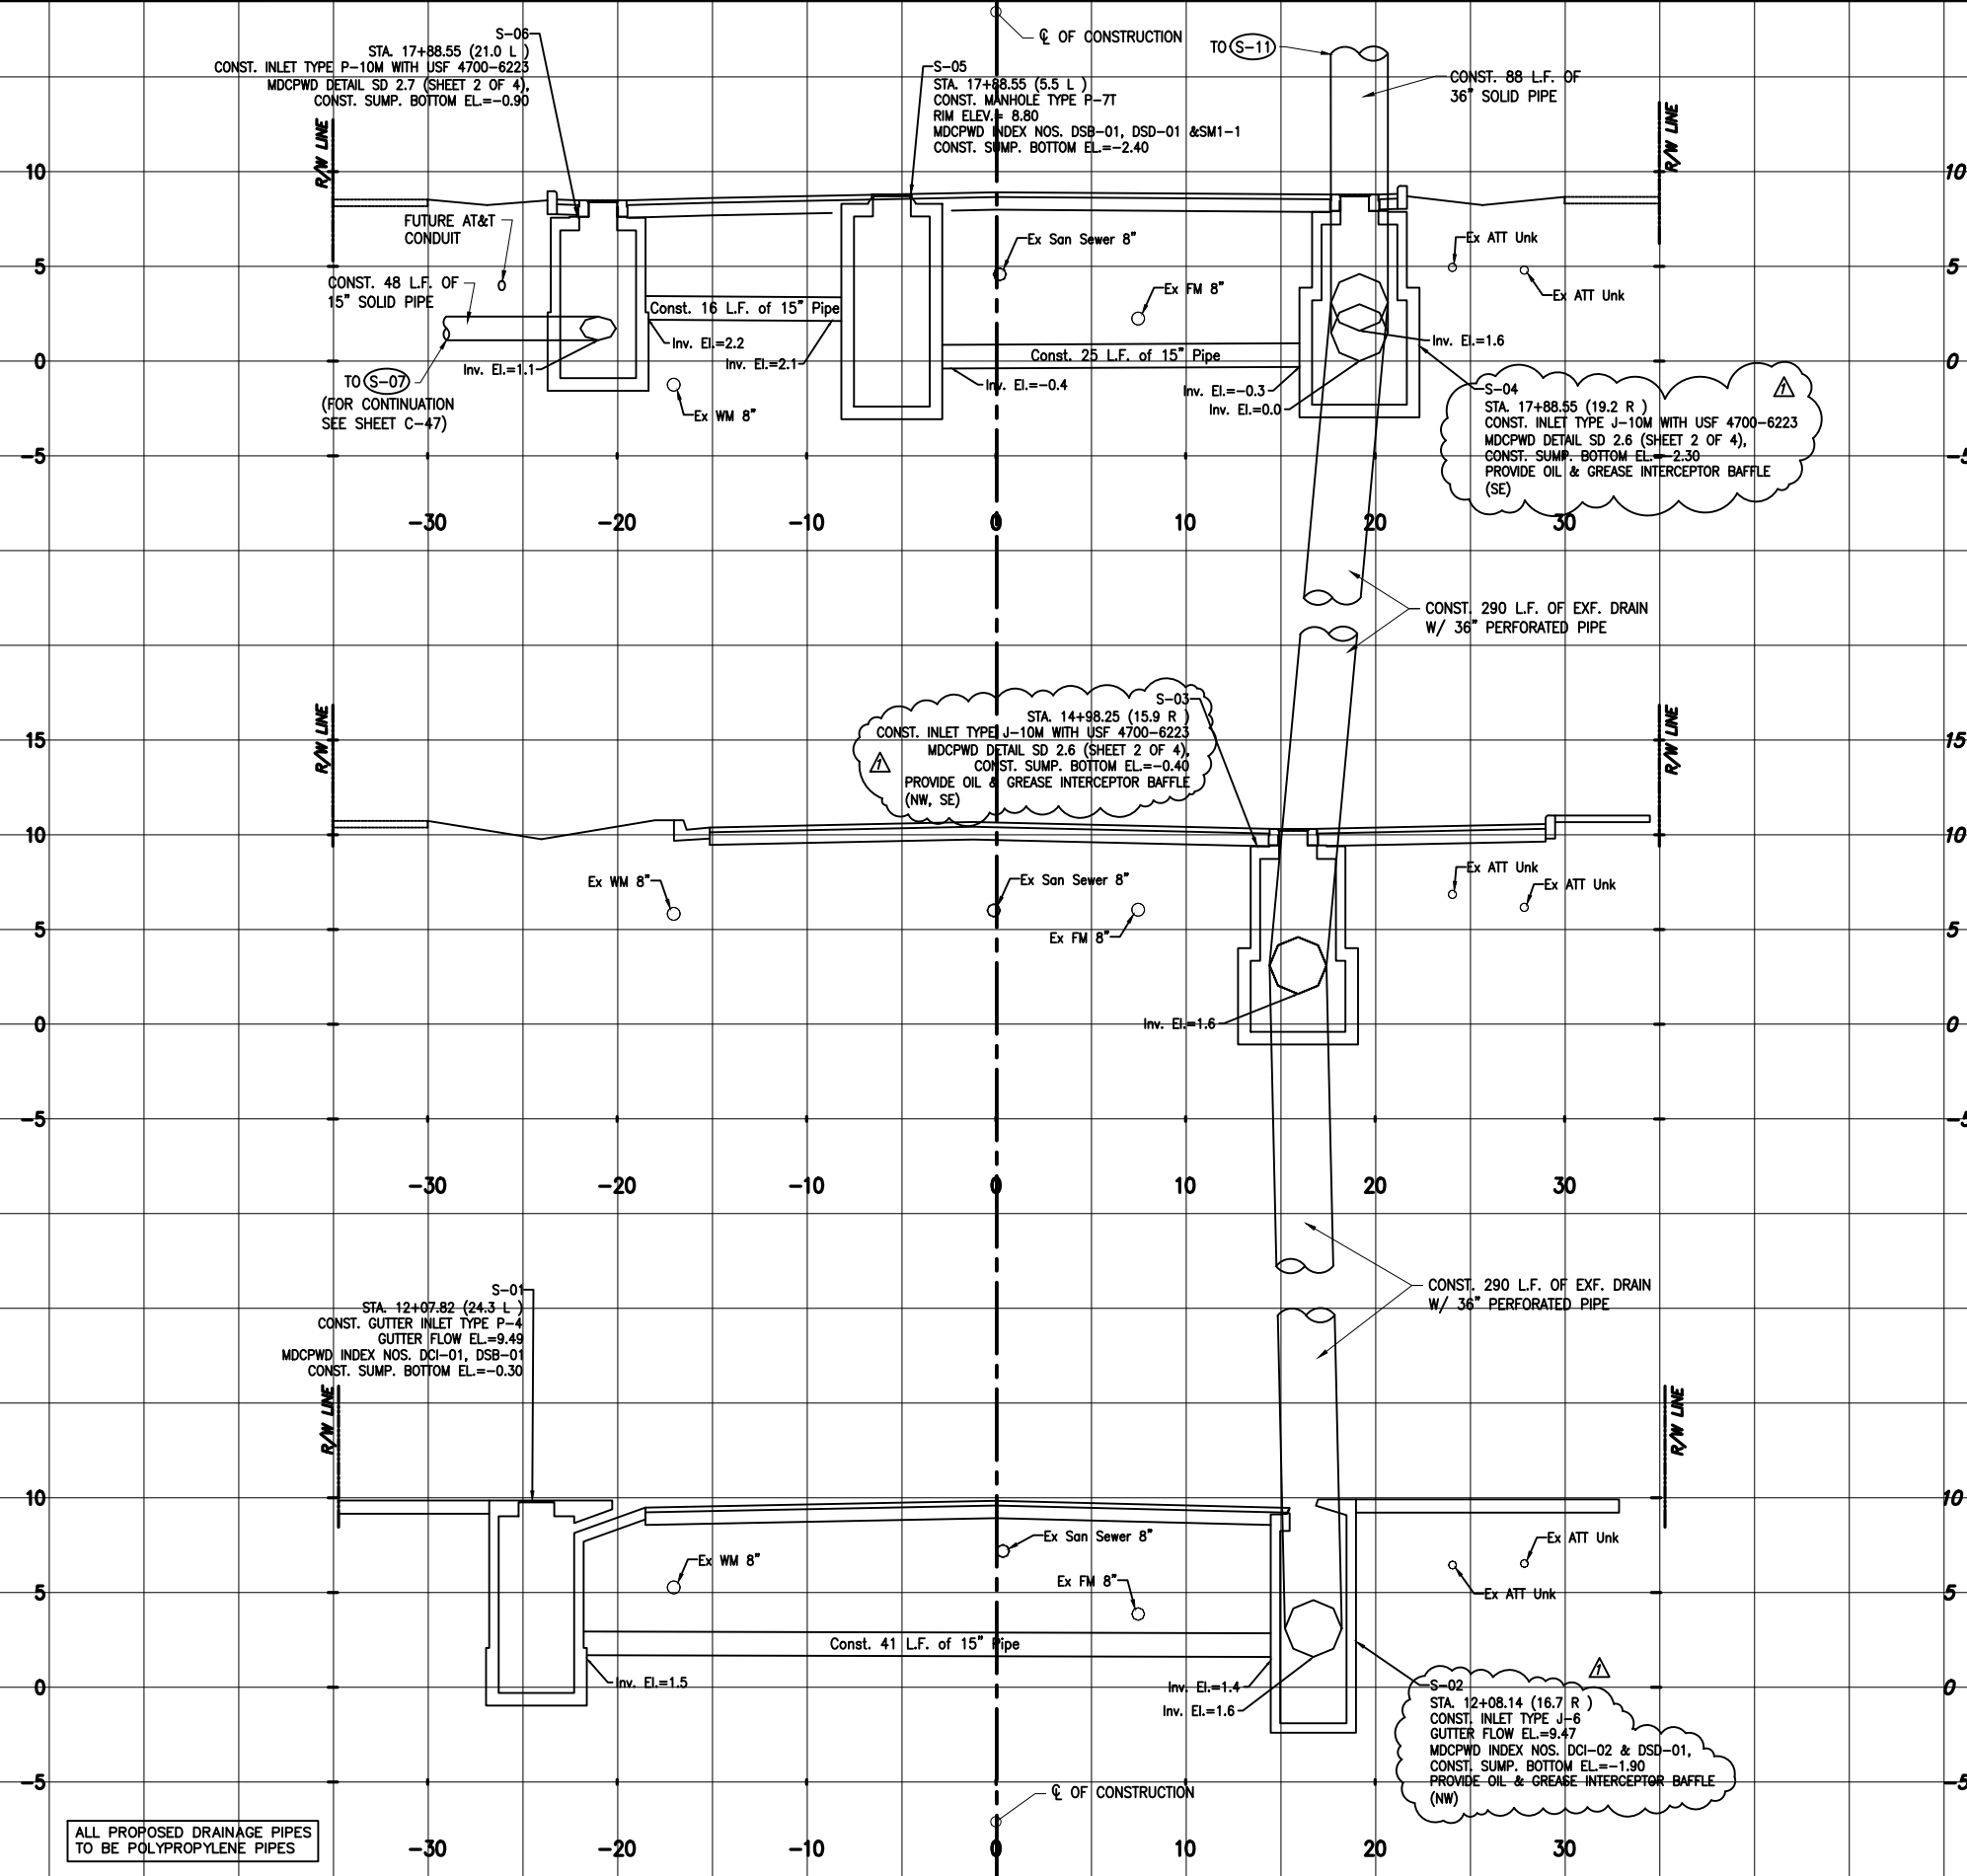 ℄ OF CONSTRUCTION
S-06
STA. 17+88.55 (21.0 L )
CONST. INLET TYPE P-10M WITH USF 4700-6223
MDCPWD DETAIL SD 2.7 (SHEET 2 OF 4),
CONST. SUMP. BOTTOM EL.=-0.90
S-05
STA. 17+88.55 (5.5 L )
CONST. MANHOLE TYPE P-7T
RIM ELEV.= 8.80
MDCPWD INDEX NOS. DSB-01, DSD-01 &SM1-1
CONST. SUMP. BOTTOM EL.=-2.40
TO S-11
CONST. 88 L.F. OF
36" SOLID PIPE
R/W LINE
R/W LINE
10
10
FUTURE AT&T
CONDUIT
Ex San Sewer 8"
Ex ATT Unk
5
5
CONST. 48 L.F. OF
15" SOLID PIPE
Ex FM 8"
Ex ATT Unk
Const. 16 L.F. of 15" Pipe
Inv. El.=2.2
Inv. El.=2.1
Inv. El.=1.1
Const. 25 L.F. of 15" Pipe
Inv. El.=1.6
0
0
TO S-07
(FOR CONTINUATION
SEE SHEET C-47)
Inv. El.=-0.4
Inv. El.=-0.3
Inv. El.=0.0
Ex WM 8"
1
S-04
STA. 17+88.55 (19.2 R )
CONST. INLET TYPE J-10M WITH USF 4700-6223
MDCPWD DETAIL SD 2.6 (SHEET 2 OF 4),
CONST. SUMP. BOTTOM EL.=-2.30
PROVIDE OIL & GREASE INTERCEPTOR BAFFLE
(SE)
-5
-5
-30
-20
-10
0
10
20
30
CONST. 290 L.F. OF EXF. DRAIN
W/ 36" PERFORATED PIPE
S-03
STA. 14+98.25 (15.9 R )
CONST. INLET TYPE J-10M WITH USF 4700-6223
MDCPWD DETAIL SD 2.6 (SHEET 2 OF 4),
CONST. SUMP. BOTTOM EL.=-0.40
PROVIDE OIL & GREASE INTERCEPTOR BAFFLE
(NW, SE)
1
R/W LINE
R/W LINE
15
15
10
10
Ex WM 8"
Ex San Sewer 8"
Ex FM 8"
Ex ATT Unk
Ex ATT Unk
5
5
Inv. El.=1.6
0
0
-5
-5
-30
-20
-10
0
10
20
30
CONST. 290 L.F. OF EXF. DRAIN
W/ 36" PERFORATED PIPE
S-01
STA. 12+07.82 (24.3 L )
CONST. GUTTER INLET TYPE P-4
GUTTER FLOW EL.=9.49
MDCPWD INDEX NOS. DCI-01, DSB-01
CONST. SUMP. BOTTOM EL.=-0.30
R/W LINE
R/W LINE
10
10
Ex WM 8"
Ex San Sewer 8"
Ex FM 8"
Ex ATT Unk
Ex ATT Unk
5
5
Const. 41 L.F. of 15" Pipe
Inv. El.=1.5
Inv. El.=1.4
Inv. El.=1.6
0
0
1
S-02
STA. 12+08.14 (16.7 R )
CONST. INLET TYPE J-6
GUTTER FLOW EL.=9.47
MDCPWD INDEX NOS. DCI-02 & DSD-01,
CONST. SUMP. BOTTOM EL.=-1.90
PROVIDE OIL & GREASE INTERCEPTOR BAFFLE
(NW)
-5
-5
℄ OF CONSTRUCTION
ALL PROPOSED DRAINAGE PIPES
TO BE POLYPROPYLENE PIPES
-30
-20
-10
0
10
20
30